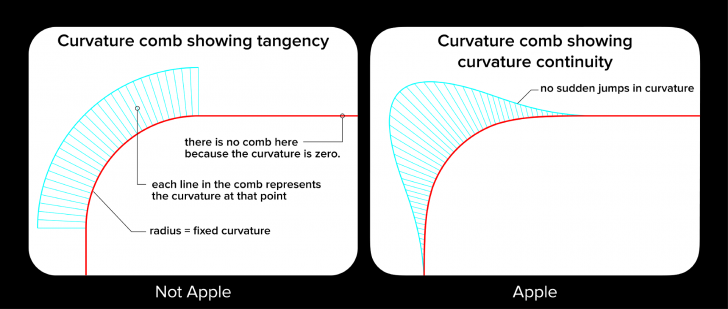 Curvature comb showing tangency
there is no comb here
because the curvature is zero.
each line in the comb represents
the curvature at that point
radius = fixed curvature
Not Apple
Curvature comb showing
curvature continuity
no sudden jumps in curvature
Apple